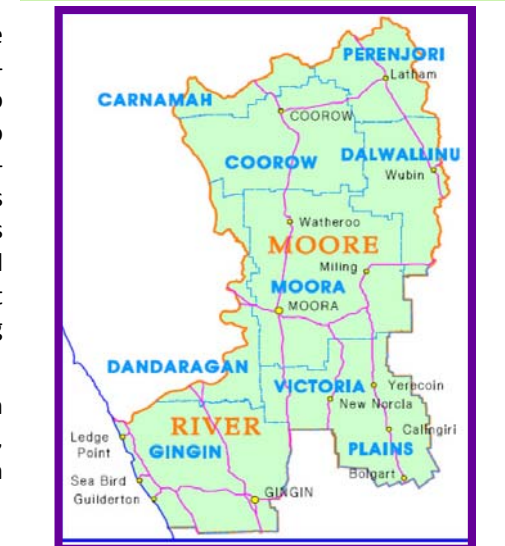 PERENJORI
Latham
CARNAMAH
COOROW
COOROW
DALWALLINU
Wubin
Watheroo
MOORE
Miling
MOORA
MOORA
DANDARAGAN
VICTORIA
Yerecoin
New Norcia
RIVER
Calingiri
Ledge
Point
GINGIN
PLAINS
Bolgart
Sea Bird
GINGIN
Guilderton